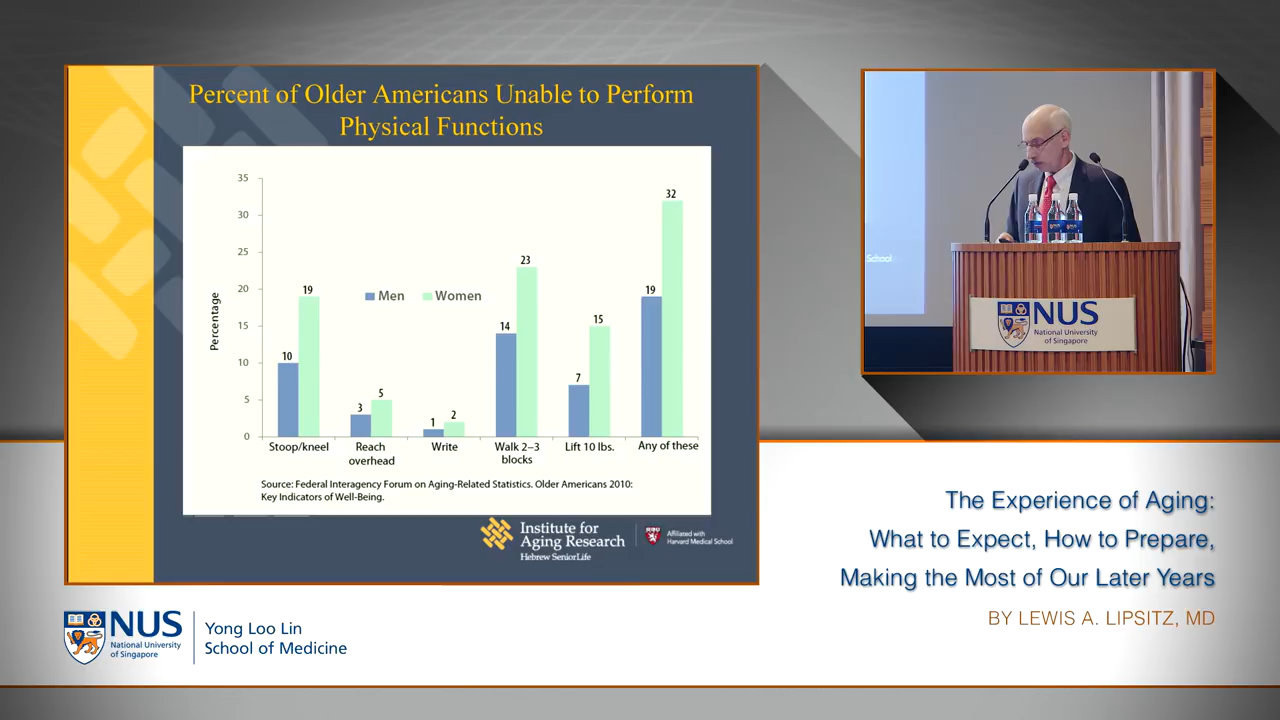 Percent of Older Americans Unable to Perform
Physical Functions
Percentage
35
30
25
20
15
10
5
0
Men
Women
10
19
3
5
1
2
14
23
7
15
19
32
Stoop/kneel
Reach
overhead
Write
Walk 2–3
blocks
Lift 10 lbs.
Any of these
Source: Federal Interagency Forum on Aging-Related Statistics. Older Americans 2010:
Key Indicators of Well-Being.
Institute for
Aging Research
Hebrew SeniorLife
Affiliated with
Harvard Medical School
School
NUS
National University
of Singapore
The Experience of Aging:
What to Expect, How to Prepare,
Making the Most of Our Later Years
BY LEWIS A. LIPSITZ, MD
NUS
National University
of Singapore
Yong Loo Lin
School of Medicine